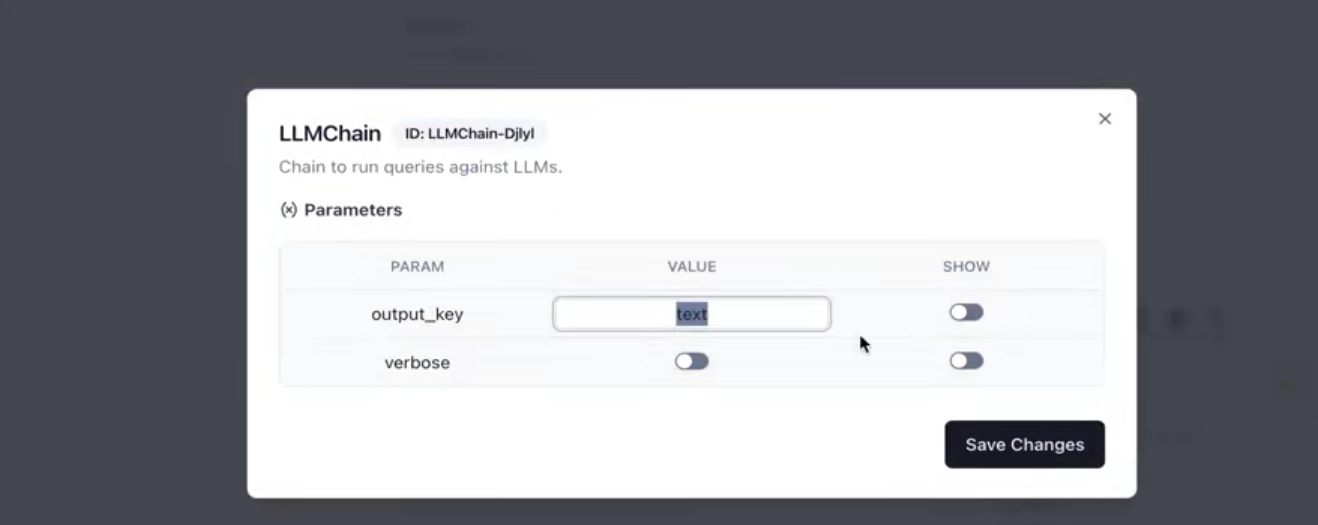 LLMChain ID: LLMChain-Djlyl
Chain to run queries against LLMs.
(x) Parameters
PARAM VALUE SHOW
output_key text
verbose
Save Changes